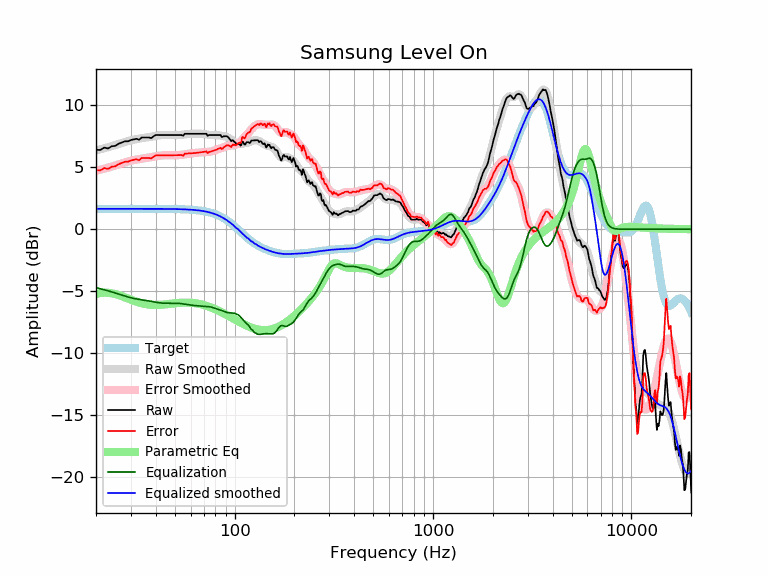 Samsung Level On
10
5
0
−5
−10
−15
−20
Amplitude (dBr)
Target
Raw Smoothed
Error Smoothed
Raw
Error
Parametric Eq
Equalization
Equalized smoothed
100 1000 10000
Frequency (Hz)